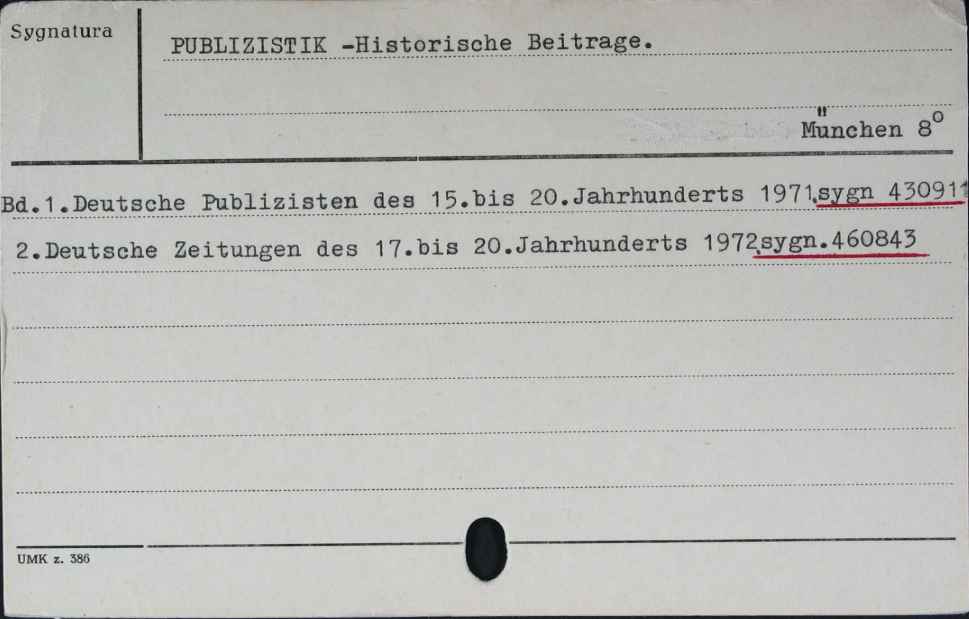 Sygnatura
PUBLIZISTIK -Historische Beitrage.
München 8°
Bd.1.Deutsche Publizisten des 15.bis 20.Jahrhunderts 1971,sygn 430911
2.Deutsche Zeitungen des 17.bis 20.Jahrhunderts 1972,sygn.460843
UMK z. 386